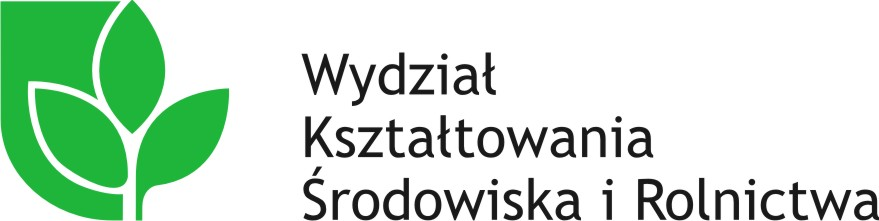 Wydział
Kształtowania
Środowiska i Rolnictwa